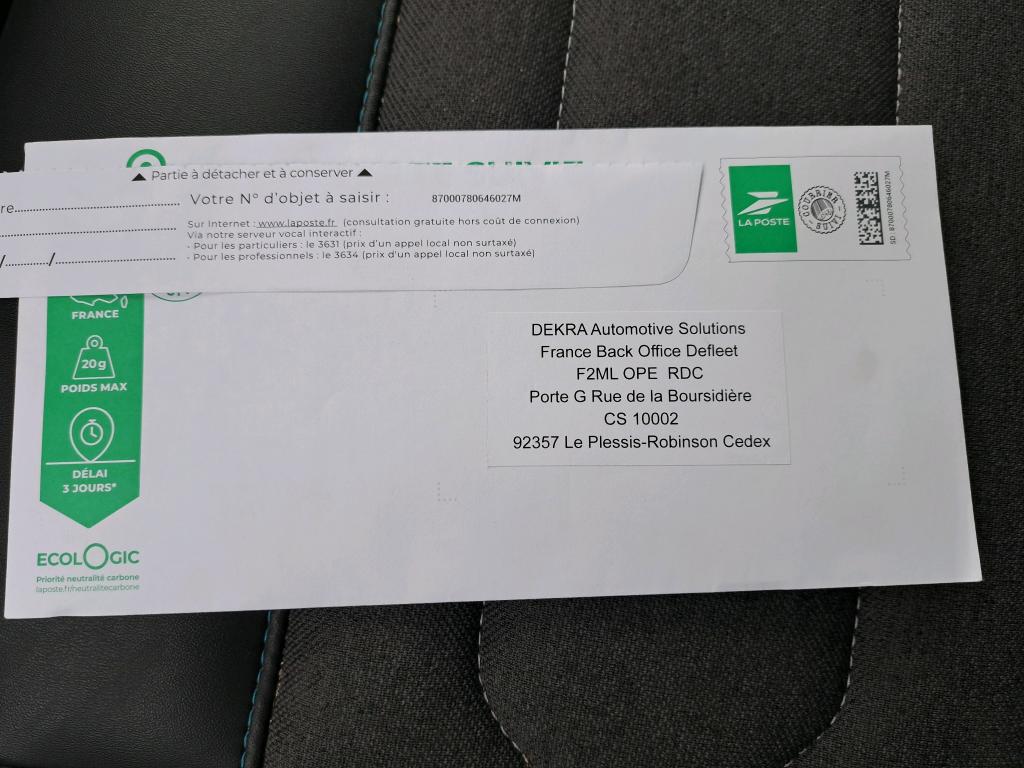 ▲ Partie à détacher et à conserver ▲
re
Votre N° d'objet à saisir : 87000780646027M
Sur Internet : www.laposte.fr (consultation gratuite hors coût de connexion)
Via notre serveur vocal interactif :
- Pour les particuliers : le 3631 (prix d'un appel local non surtaxé)
- Pour les professionnels : le 3634 (prix d'un appel local non surtaxé)
/ /
LA POSTE
COURRIER
SUIVI
SD : 87000780646027M
FRANCE
20g
POIDS MAX
DÉLAI
3 JOURS*
ECOLOGIC
Priorité neutralité carbone
laposte.fr/neutralitecarbone
DEKRA Automotive Solutions
France Back Office Defleet
F2ML OPE RDC
Porte G Rue de la Boursidière
CS 10002
92357 Le Plessis-Robinson Cedex